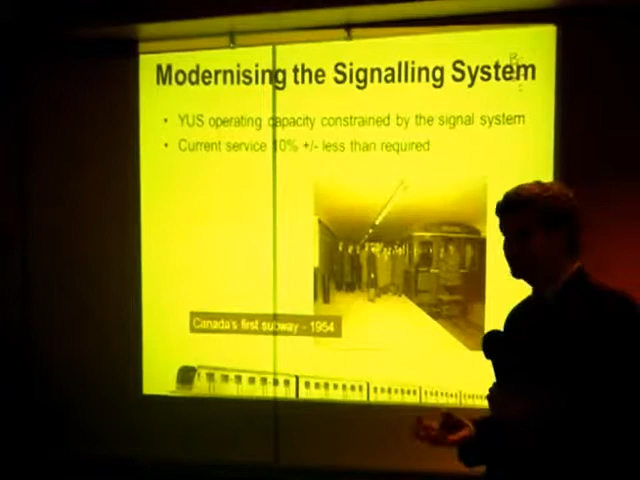 Modernising the Signalling System
• YUS operating capacity constrained by the signal system
• Current service 10% +/- less than required
Canada's first subway - 1954